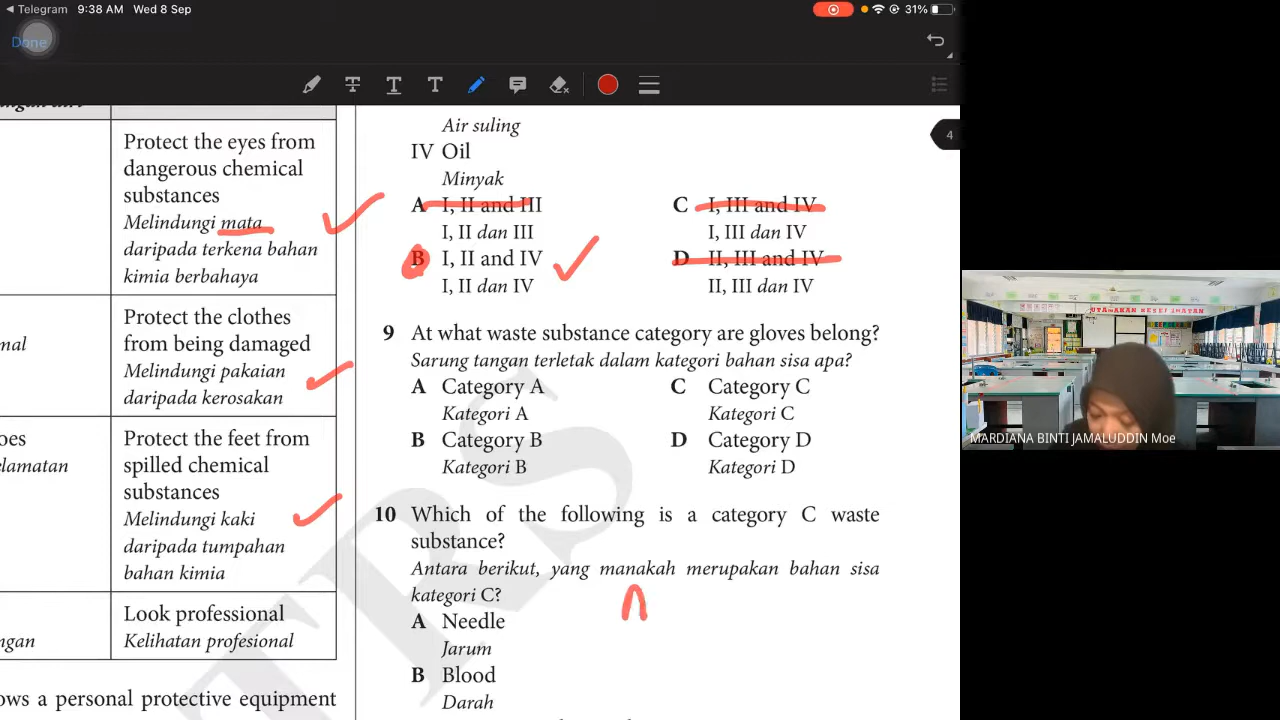 Telegram 9:38 AM Wed 8 Sep 31%
Done
4
Protect the eyes from
dangerous chemical
substances
Melindungi mata
daripada terkena bahan
kimia berbahaya
Protect the clothes
from being damaged
Melindungi pakaian
daripada kerosakan
Protect the feet from
spilled chemical
substances
Melindungi kaki
daripada tumpahan
bahan kimia
Look professional
Kelihatan profesional
ows a personal protective equipment
Air suling
IV Oil
Minyak
A I, II and III
I, II dan III
B I, II and IV
I, II dan IV
C I, III and IV
I, III dan IV
D II, III and IV
II, III dan IV
9 At what waste substance category are gloves belong?
Sarung tangan terletak dalam kategori bahan sisa apa?
A Category A
Kategori A
B Category B
Kategori B
C Category C
Kategori C
D Category D
Kategori D
10 Which of the following is a category C waste
substance?
Antara berikut, yang manakah merupakan bahan sisa
kategori C?
A Needle
Jarum
B Blood
Darah
TRS
MARDIANA BINTI JAMALUDDIN Moe